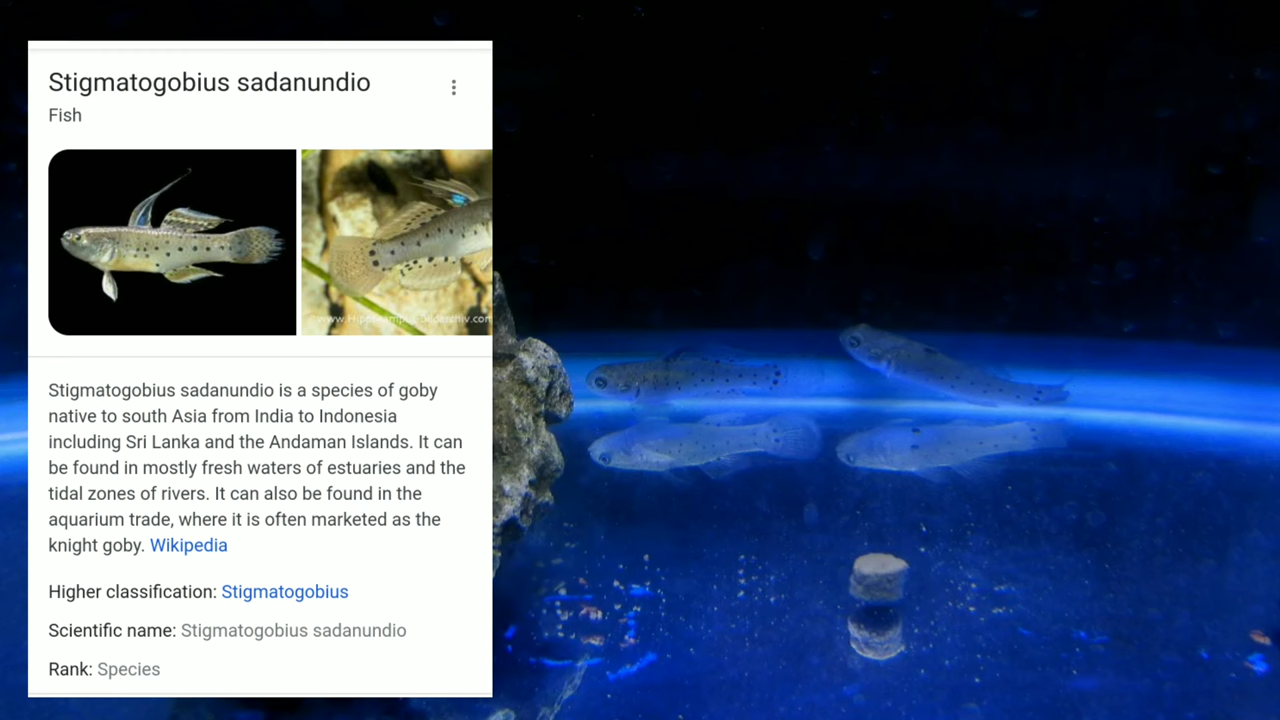 Stigmatogobius sadanundio
Fish
Stigmatogobius sadanundio is a species of goby
native to south Asia from India to Indonesia
including Sri Lanka and the Andaman Islands. It can
be found in mostly fresh waters of estuaries and the
tidal zones of rivers. It can also be found in the
aquarium trade, where it is often marketed as the
knight goby. Wikipedia
Higher classification: Stigmatogobius
Scientific name: Stigmatogobius sadanundio
Rank: Species